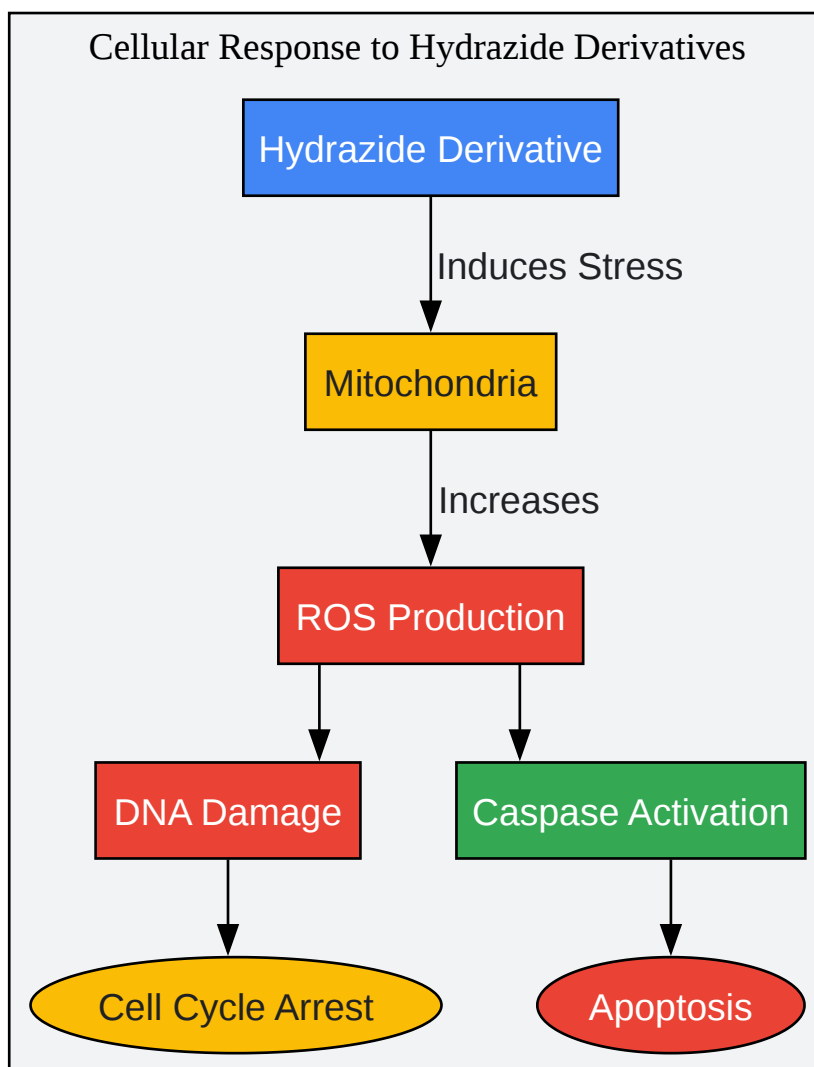 Cellular Response to Hydrazide Derivatives
Hydrazide Derivative
Induces Stress
Mitochondria
Increases
ROS Production
DNA Damage
Caspase Activation
Cell Cycle Arrest
Apoptosis